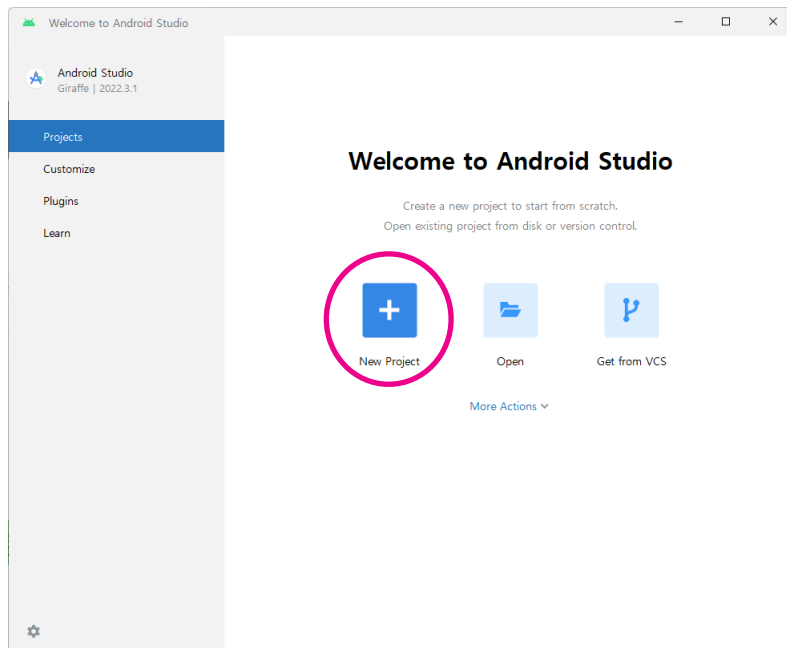 Welcome to Android Studio
Android Studio
Giraffe | 2022.3.1
Projects
Customize
Plugins
Learn
Welcome to Android Studio
Create a new project to start from scratch.
Open existing project from disk or version control.
New Project
Open
Get from VCS
More Actions